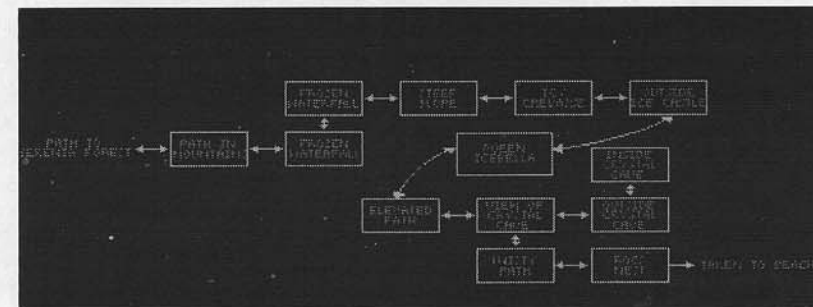 FROZEN
WATERFALL
STEEP
SLOPE
ICY
CREVASSE
OUTSIDE
ICE CASTLE
PATH TO
SERENIA FOREST
PATH IN
MOUNTAINS
FROZEN
WATERFALL
QUEEN
ICEBELLA
INSIDE
CRYSTAL
CAVE
ELEVATED
PATH
VIEW OF
CRYSTAL
CAVE
OUTSIDE
CRYSTAL
CAVE
PATH
ROC'S
NEST
TAKEN TO BEACH